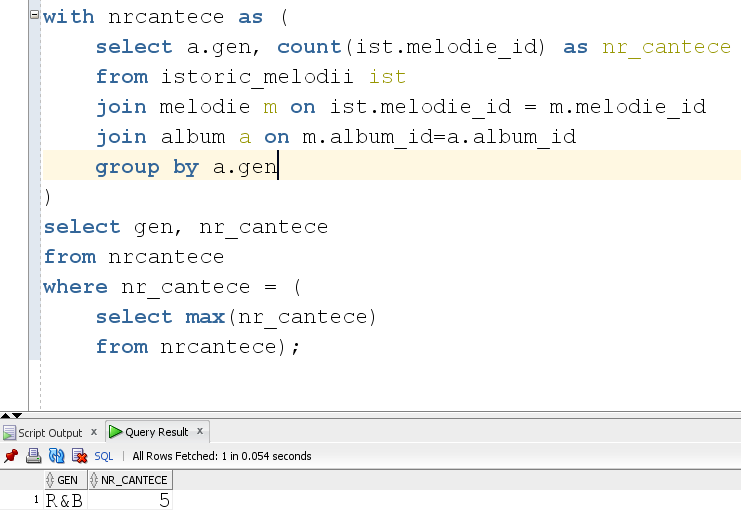 with nrcantece as (
select a.gen, count(ist.melodie_id) as nr_cantece
from istoric_melodii ist
join melodie m on ist.melodie_id = m.melodie_id
join album a on m.album_id=a.album_id
group by a.gen
)
select gen, nr_cantece
from nrcantece
where nr_cantece = (
select max(nr_cantece)
from nrcantece);
Script Output x Query Result x
SQL | All Rows Fetched: 1 in 0.054 seconds
GEN NR_CANTECE
1 R&B 5